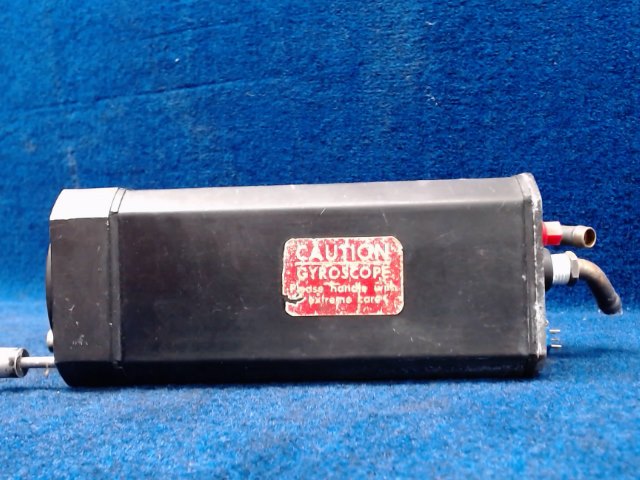 CAUTION
GYROSCOPE
Please handle with
extreme care